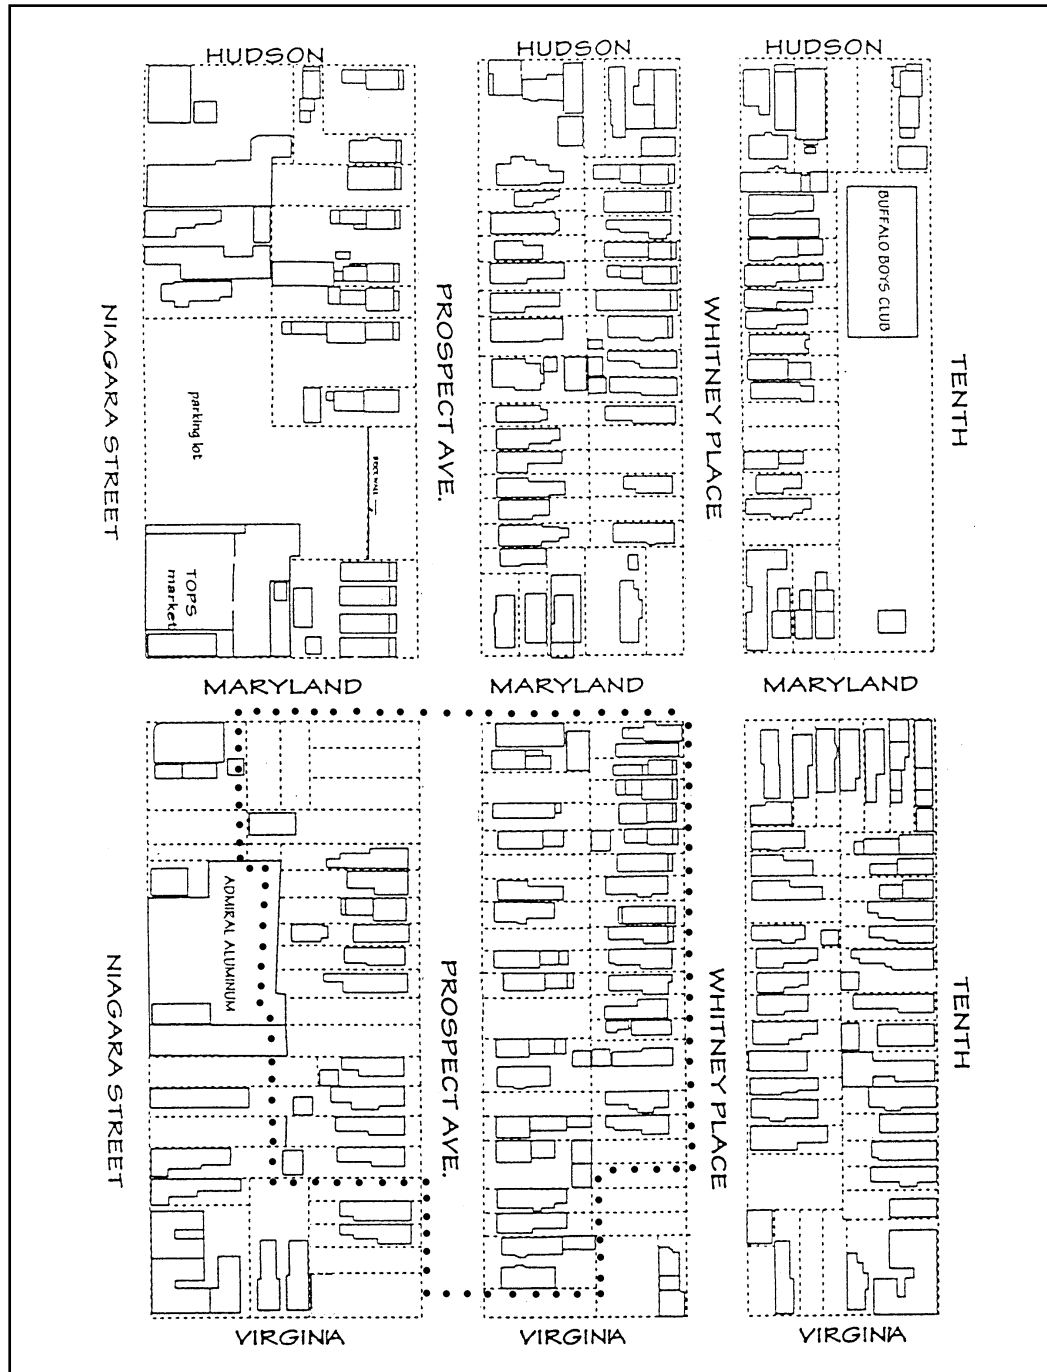 HUDSON
HUDSON
HUDSON
NIAGARA STREET
parking lot
TOPS
market
PROSPECT AVE.
WHITNEY PLACE
BUFFALO BOYS CLUB
TENTH
MARYLAND
MARYLAND
MARYLAND
NIAGARA STREET
ADMIRAL ALUMINUM
PROSPECT AVE.
WHITNEY PLACE
TENTH
VIRGINIA
VIRGINIA
VIRGINIA